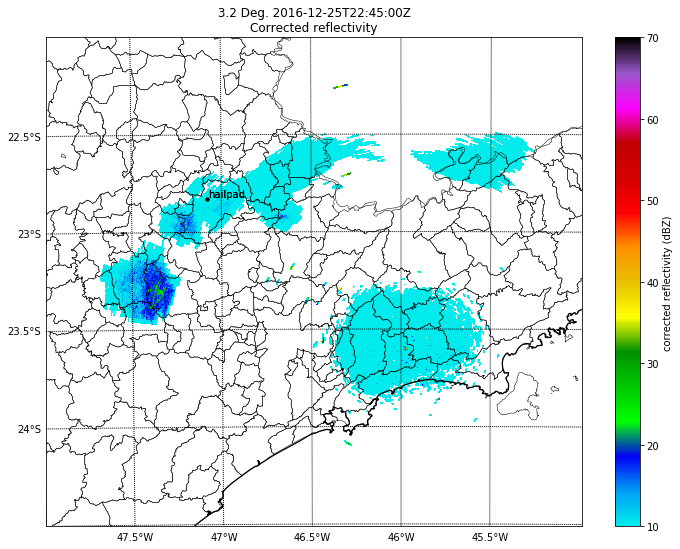 3.2 Deg. 2016-12-25T22:45:00Z
Corrected reflectivity
22.5°S
23°S
23.5°S
24°S
47.5°W
47°W
46.5°W
46°W
45.5°W
hailpad
70
60
50
40
30
20
10
corrected reflectivity (dBZ)